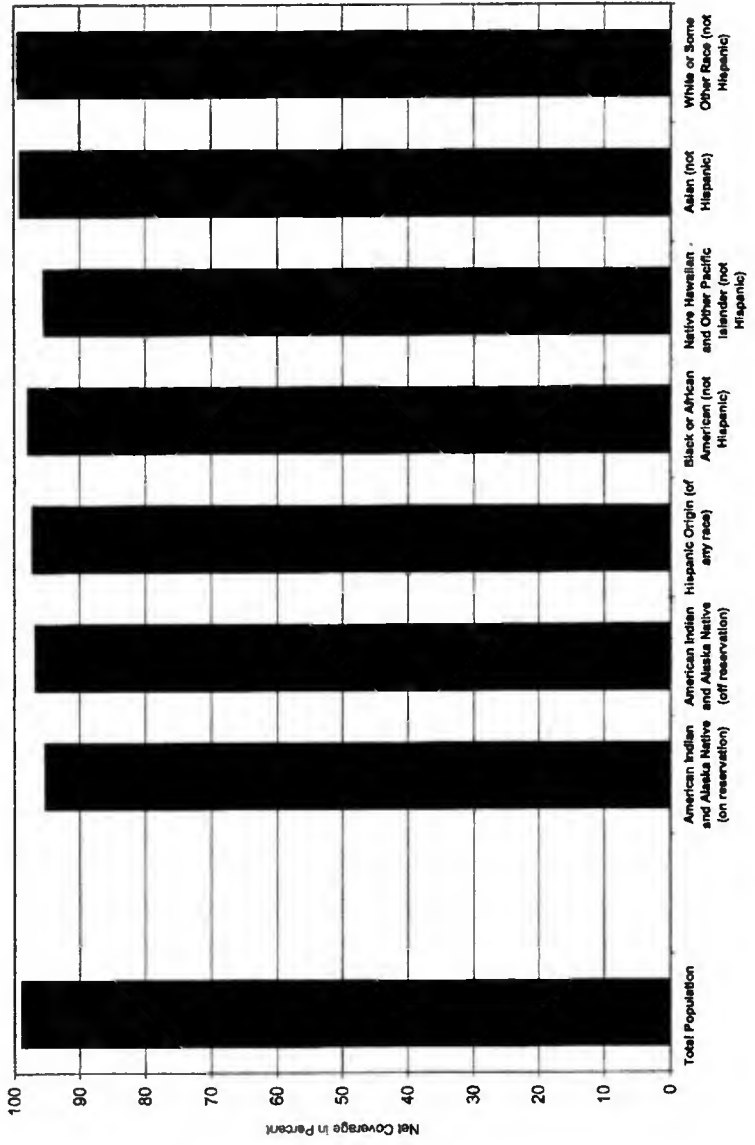 Net Coverage in Percent
100
90
80
70
60
50
40
30
20
10
0
Total Population
American Indian
and Alaska Native
(on reservation)
American Indian
and Alaska Native
(off reservation)
Hispanic Origin (of
any race)
Black or African
American (not
Hispanic)
Native Hawaiian
and Other Pacific
Islander (not
Hispanic)
Asian (not
Hispanic)
White or Some
Other Race (not
Hispanic)